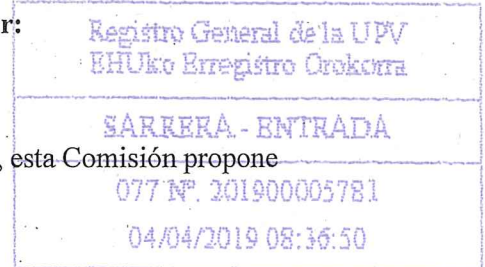 r:
Registro General de la UPV
EHUko Erregistro Orokorra
SARRERA - ENTRADA
, esta Comisión propone
077 Nº. 201900005781
04/04/2019 08:36:50